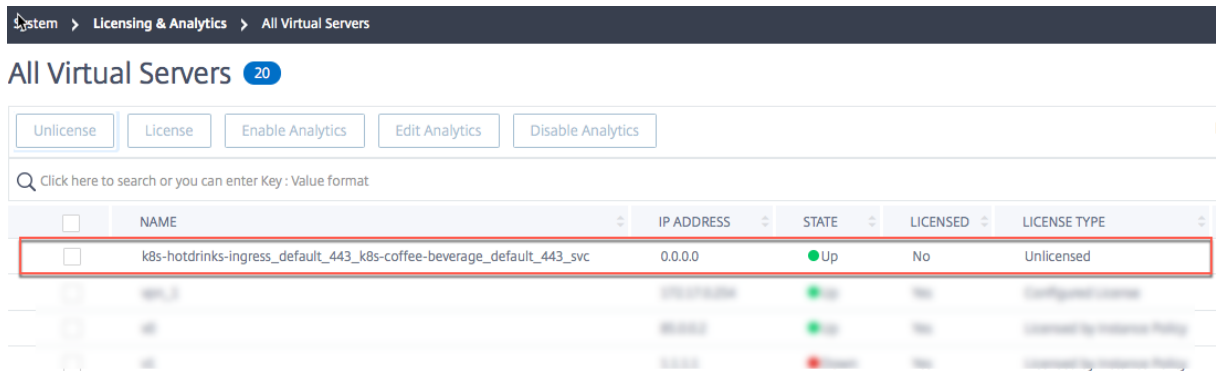 System > Licensing & Analytics > All Virtual Servers
All Virtual Servers 20
Unlicense License Enable Analytics Edit Analytics Disable Analytics
Click here to search or you can enter Key : Value format
NAME IP ADDRESS STATE LICENSED LICENSE TYPE
k8s-hotdrinks-ingress_default_443_k8s-coffee-beverage_default_443_svc 0.0.0.0 Up No Unlicensed